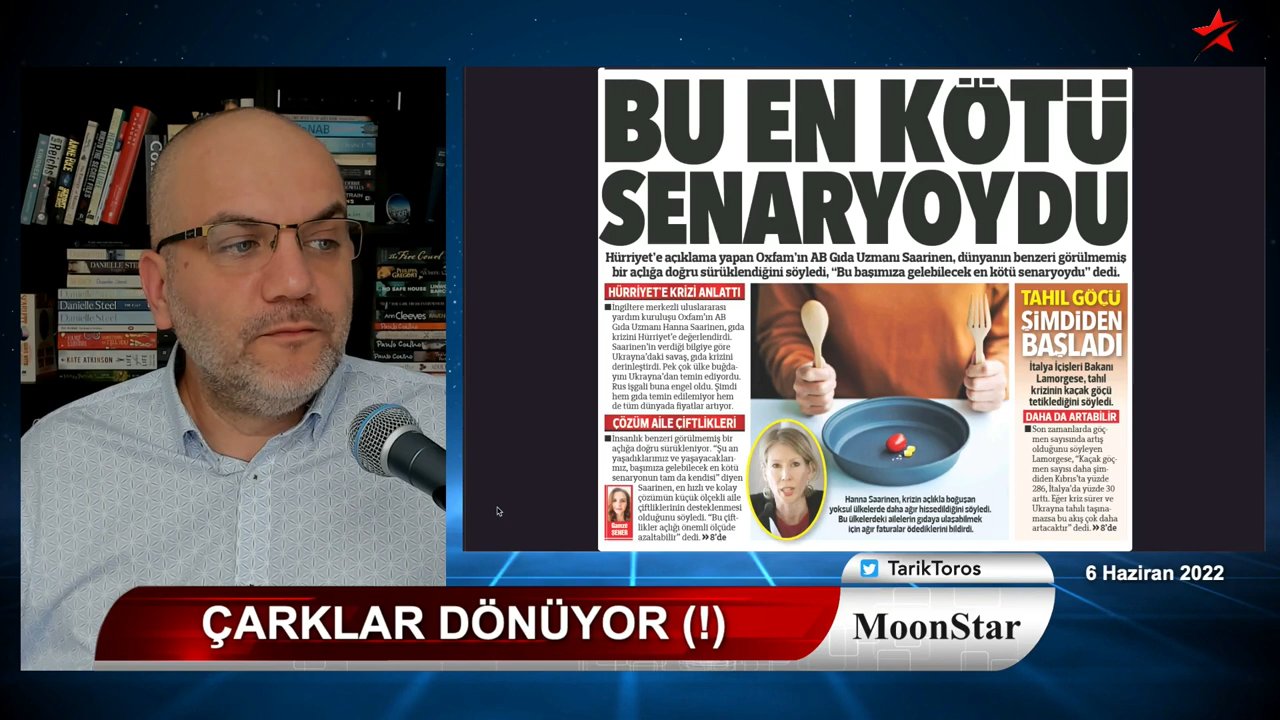 BU EN KÖTÜ
SENARYOYDU
Hürriyet'e açıklama yapan Oxfam'ın AB Gıda Uzmanı Saarinen, dünyanın benzeri görülmemiş
bir açlığa doğru sürüklendiğini söyledi, “Bu başımıza gelebilecek en kötü senaryoydu” dedi.
HÜRRİYET'E KRİZİ ANLATTI
İngiltere merkezli uluslararası
yardım kuruluşu Oxfam'ın AB
Gıda Uzmanı Hanna Saarinen, gıda
krizini Hürriyet'e değerlendirdi.
Saarinen'in verdiği bilgiye göre
Ukrayna'daki savaş, gıda krizini
derinleştirdi. Pek çok ülke buğda-
yını Ukrayna'dan temin ediyordu.
Rus işgali buna engel oldu. Şimdi
hem gıda temin edilemiyor hem
de tüm dünyada fiyatlar artıyor.
ÇÖZÜM AİLE ÇİFTLİKLERİ
İnsanlık benzeri görülmemiş bir
açlığa doğru sürükleniyor. “Şu an
yaşadıklarımız ve yaşayacakları-
mız, başımıza gelebilecek en kötü
senaryonun tam da kendisi” diyen
Saarinen, en hızlı ve kolay
çözümün küçük ölçekli aile
çiftliklerinin desteklenmesi
olduğunu söyledi. “Bu çift-
likler açlığı önemli ölçüde
azaltabilir” dedi. »8'de
Gamze
ŞENER
Hanna Saarinen, krizin açlıkla boğuşan
yoksul ülkelerde daha ağır hissedildiğini söyledi.
Bu ülkelerdeki ailelerin gıdaya ulaşabilmek
için ağır faturalar ödediklerini bildirdi.
TAHIL GÖÇÜ
ŞİMDİDEN
BAŞLADI
İtalya İçişleri Bakanı
Lamorgese, tahıl
krizinin kaçak göçü
tetiklediğini söyledi.
DAHA DA ARTABİLİR
Son zamanlarda göç-
men sayısında artış
olduğunu söyleyen
Lamorgese, “Kaçak göç-
men sayısı daha şim-
diden Kıbrıs'ta yüzde
286, İtalya'da yüzde 30
arttı. Eğer kriz sürer ve
Ukrayna tahılı taşına-
mazsa bu akış çok daha
artacaktır” dedi. »8'de
TarikToros
6 Haziran 2022
ÇARKLAR DÖNÜYOR (!)
MoonStar
DANIELLE STEEL
Danielle Steel
KATE ATKINSON
AnnCleeves
Paulo Coelho